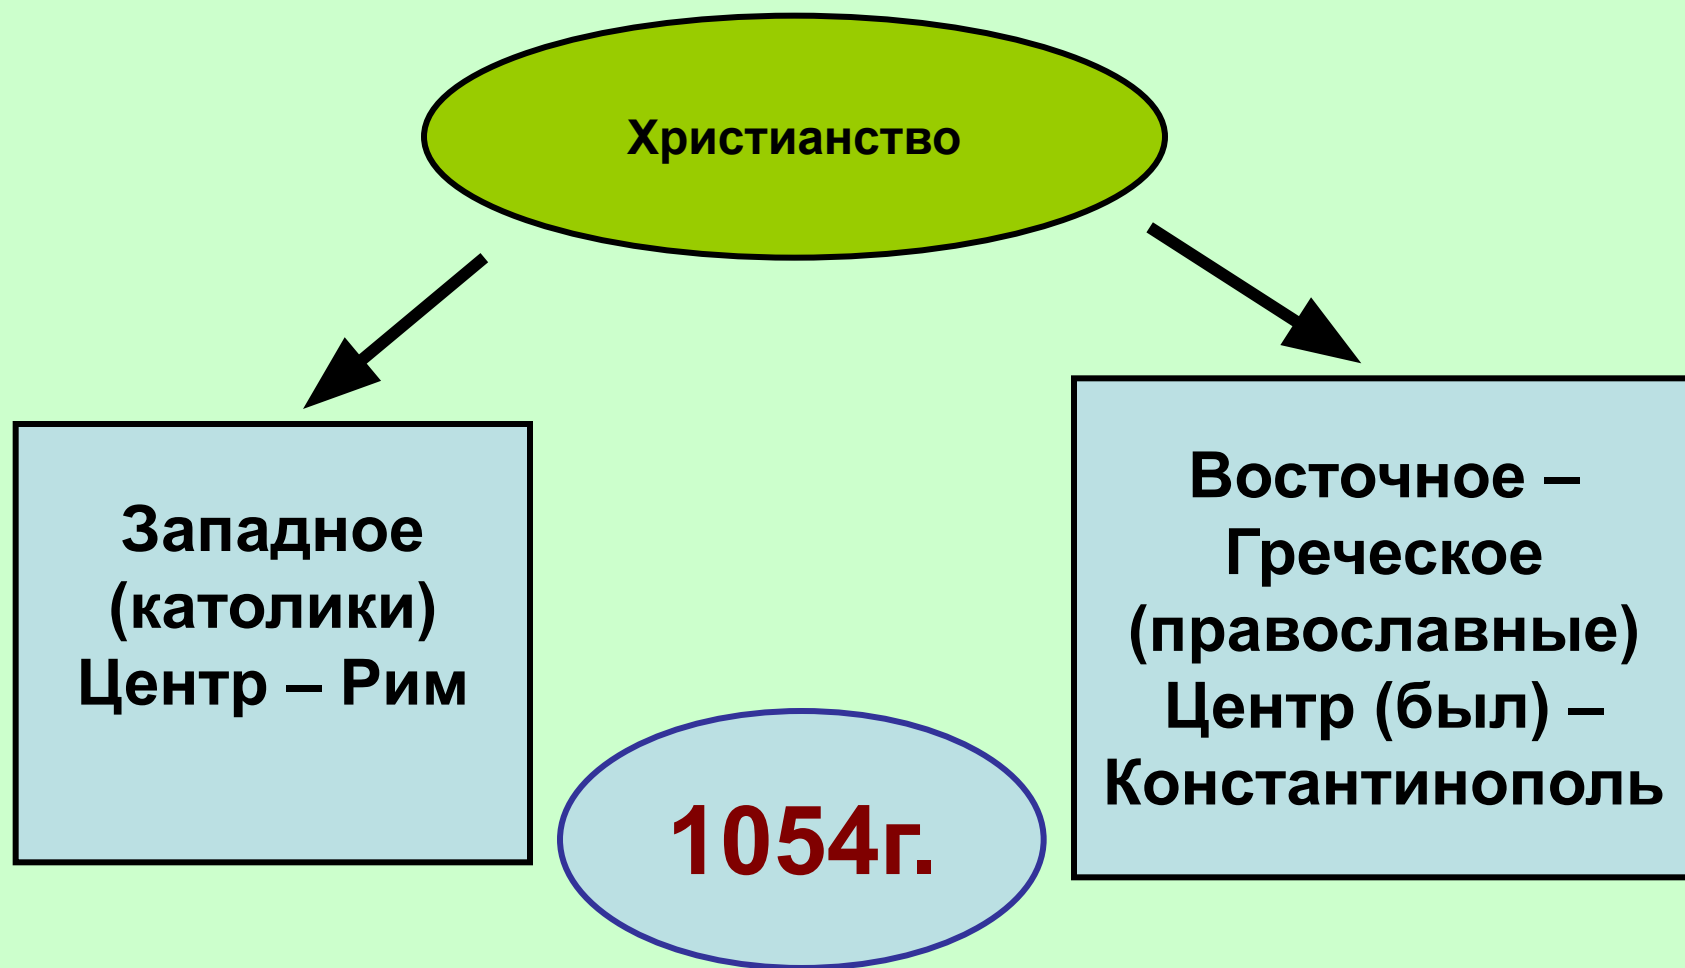 Христианство
Западное
(католики)
Центр – Рим
Восточное –
Греческое
(православные)
Центр (был) –
Константинополь
1054г.